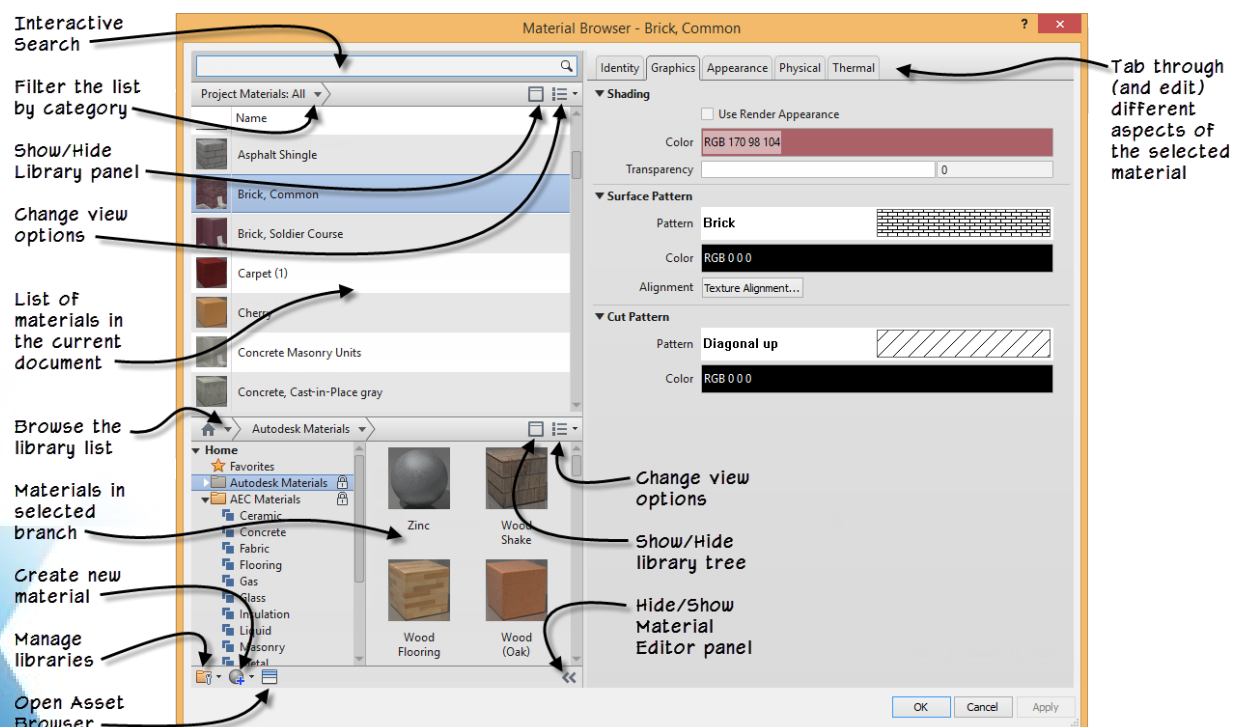 Interactive
Search
Filter the list
by category
Show/Hide
Library panel
Change view
options
List of
materials in
the current
document
Browse the
library list
Materials in
selected
branch
Create new
material
Manage
libraries
Open Asset
Browser
Material Browser - Brick, Common
?
Project Materials: All
Name
Asphalt Shingle
Brick, Common
Brick, Soldier Course
Carpet (1)
Cherry
Concrete Masonry Units
Concrete, Cast-in-Place gray
Autodesk Materials
Home
Favorites
Autodesk Materials
AEC Materials
Ceramic
Concrete
Fabric
Flooring
Gas
Glass
Insulation
Liquid
Masonry
Metal
Zinc
Wood
Shake
Wood
Flooring
Wood
(Oak)
Identity Graphics Appearance Physical Thermal
Shading
Use Render Appearance
Color RGB 170 98 104
Transparency 0
Surface Pattern
Pattern Brick
Color RGB 0 0 0
Alignment Texture Alignment...
Cut Pattern
Pattern Diagonal up
Color RGB 0 0 0
Change view
options
Show/Hide
library tree
Hide/Show
Material
Editor panel
OK Cancel Apply
Tab through
(and edit)
different
aspects of
the selected
material